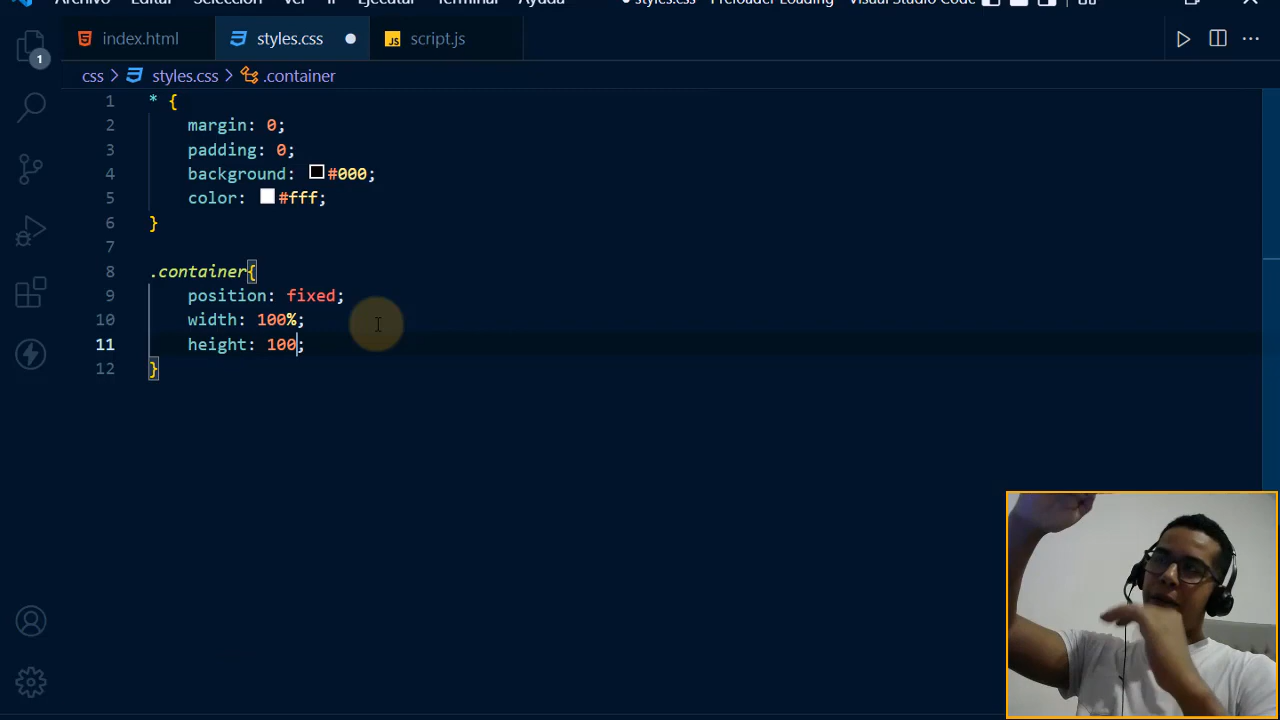 Archivo Editar Selección Ver Ir Ejecutar Terminal Ayuda ● styles.css - Preloader Loading - Visual Studio Code
index.html styles.css ● JS script.js
css > styles.css > .container
1
1 * {
2 margin: 0;
3 padding: 0;
4 background: #000;
5 color: #fff;
6 }
7
8 .container{
9 position: fixed;
10 width: 100%;
11 height: 100;
12 }